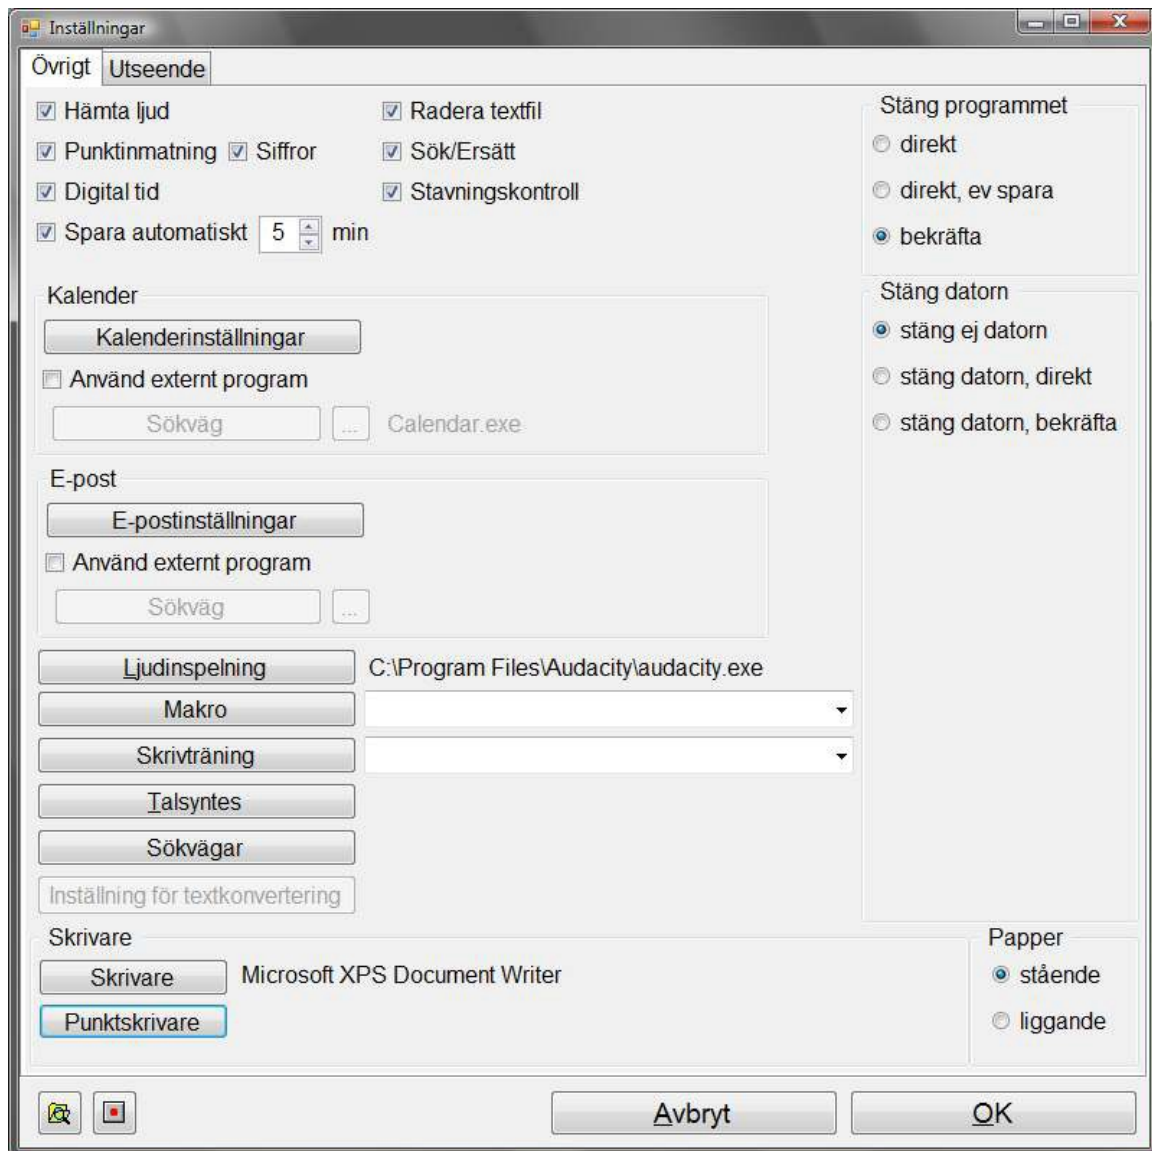 Inställningar
Övrigt Utseende
Hämta ljud
Radera textfil
Punktinmatning Siffror
Sök/Ersätt
Digital tid
Stavningskontroll
Spara automatiskt 5 min
Stäng programmet
direkt
direkt, ev spara
bekräfta
Stäng datorn
stäng ej datorn
stäng datorn, direkt
stäng datorn, bekräfta
Kalender
Kalenderinställningar
Använd externt program
Sökväg ... Calendar.exe
E-post
E-postinställningar
Använd externt program
Sökväg ...
Ljudinspelning C:\Program Files\Audacity\audacity.exe
Makro
Skrivträning
Talsyntes
Sökvägar
Inställning för textkonvertering
Skrivare
Skrivare Microsoft XPS Document Writer
Punktskrivare
Papper
stående
liggande
Avbryt OK